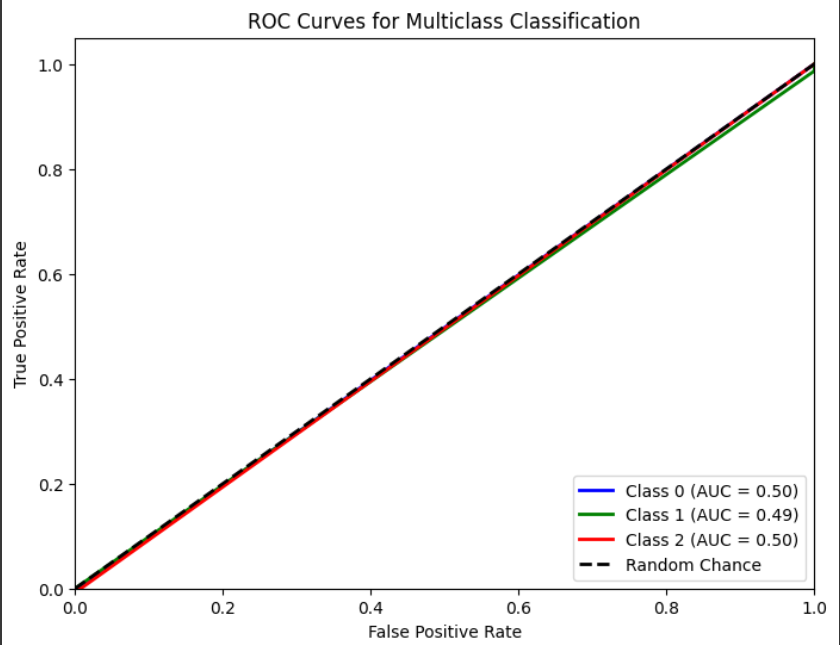 ROC Curves for Multiclass Classification
1.0
0.8
0.6
0.4
0.2
0.0
True Positive Rate
Class 0 (AUC = 0.50)
Class 1 (AUC = 0.49)
Class 2 (AUC = 0.50)
Random Chance
0.0 0.2 0.4 0.6 0.8 1.0
False Positive Rate